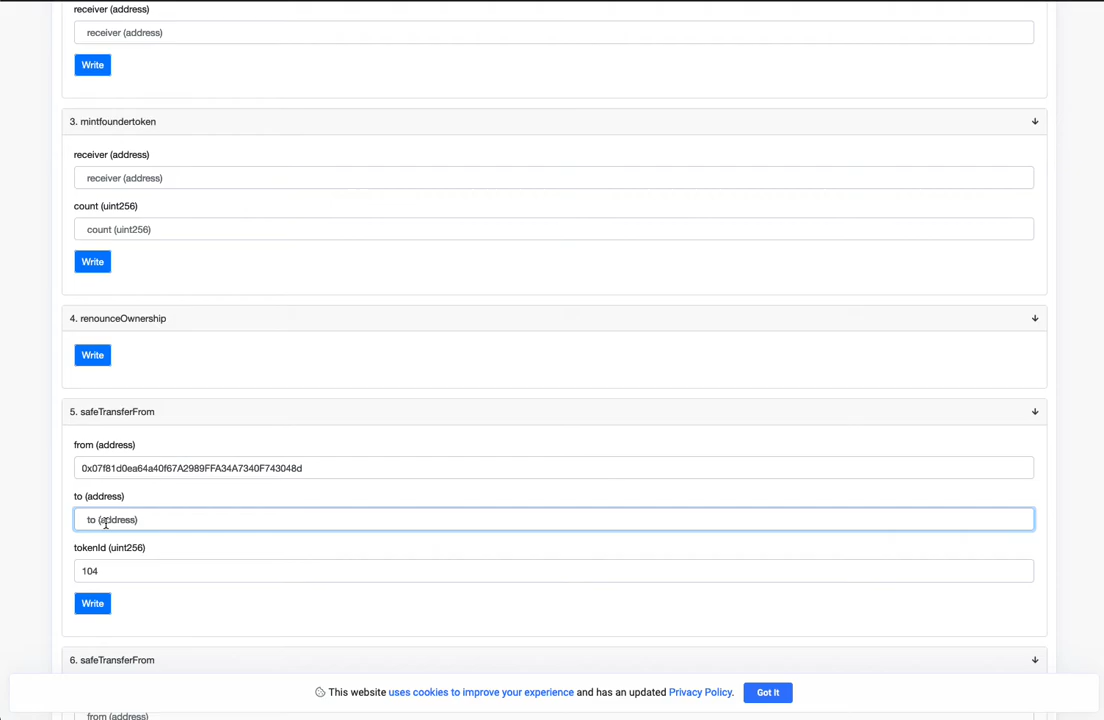 receiver (address)
receiver (address)
Write
3. mintfoundertoken
receiver (address)
receiver (address)
count (uint256)
count (uint256)
Write
4. renounceOwnership
Write
5. safeTransferFrom
from (address)
0x07f81d0ea64a40f67A2989FFA34A7340F743048d
to (address)
to (address)
tokenId (uint256)
104
Write
6. safeTransferFrom
This website uses cookies to improve your experience and has an updated Privacy Policy. Got It
from (address)